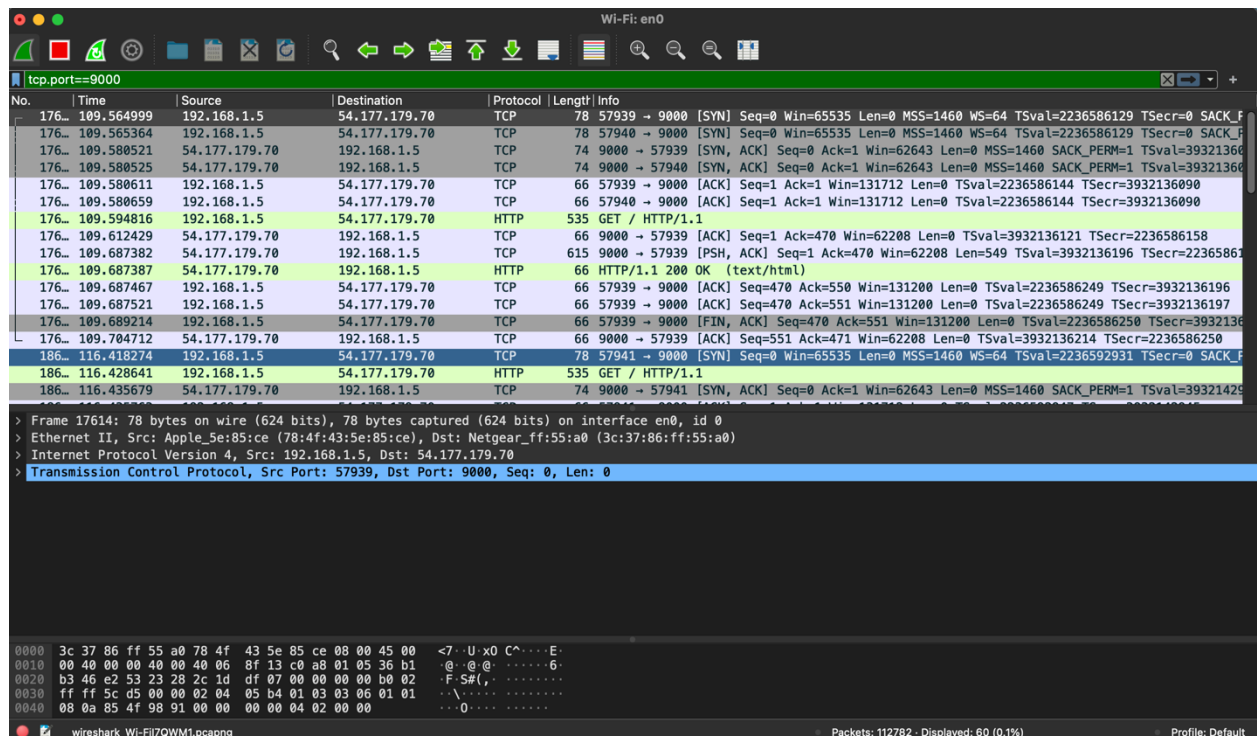 Wi-Fi: en0
tcp.port==9000
No. Time Source Destination Protocol Length Info
176… 109.564999 192.168.1.5 54.177.179.70 TCP 78 57939 → 9000 [SYN] Seq=0 Win=65535 Len=0 MSS=1460 WS=64 TSval=2236586129 TSecr=0 SACK_P
176… 109.565364 192.168.1.5 54.177.179.70 TCP 78 57940 → 9000 [SYN] Seq=0 Win=65535 Len=0 MSS=1460 WS=64 TSval=2236586129 TSecr=0 SACK_P
176… 109.580521 54.177.179.70 192.168.1.5 TCP 74 9000 → 57939 [SYN, ACK] Seq=0 Ack=1 Win=62643 Len=0 MSS=1460 SACK_PERM=1 TSval=39321360
176… 109.580525 54.177.179.70 192.168.1.5 TCP 74 9000 → 57940 [SYN, ACK] Seq=0 Ack=1 Win=62643 Len=0 MSS=1460 SACK_PERM=1 TSval=39321360
176… 109.580611 192.168.1.5 54.177.179.70 TCP 66 57939 → 9000 [ACK] Seq=1 Ack=1 Win=131712 Len=0 TSval=2236586144 TSecr=3932136090
176… 109.580659 192.168.1.5 54.177.179.70 TCP 66 57940 → 9000 [ACK] Seq=1 Ack=1 Win=131712 Len=0 TSval=2236586144 TSecr=3932136090
176… 109.594816 192.168.1.5 54.177.179.70 HTTP 535 GET / HTTP/1.1
176… 109.612429 54.177.179.70 192.168.1.5 TCP 66 9000 → 57939 [ACK] Seq=1 Ack=470 Win=62208 Len=0 TSval=3932136121 TSecr=2236586158
176… 109.687382 54.177.179.70 192.168.1.5 TCP 615 9000 → 57939 [PSH, ACK] Seq=1 Ack=470 Win=62208 Len=549 TSval=3932136196 TSecr=22365861
176… 109.687387 54.177.179.70 192.168.1.5 HTTP 66 HTTP/1.1 200 OK (text/html)
176… 109.687467 192.168.1.5 54.177.179.70 TCP 66 57939 → 9000 [ACK] Seq=470 Ack=550 Win=131200 Len=0 TSval=2236586249 TSecr=3932136196
176… 109.687521 192.168.1.5 54.177.179.70 TCP 66 57939 → 9000 [ACK] Seq=470 Ack=551 Win=131200 Len=0 TSval=2236586249 TSecr=3932136197
176… 109.689214 192.168.1.5 54.177.179.70 TCP 66 57939 → 9000 [FIN, ACK] Seq=470 Ack=551 Win=131200 Len=0 TSval=2236586250 TSecr=3932136
176… 109.704712 54.177.179.70 192.168.1.5 TCP 66 9000 → 57939 [ACK] Seq=551 Ack=471 Win=62208 Len=0 TSval=3932136214 TSecr=2236586250
186… 116.418274 192.168.1.5 54.177.179.70 TCP 78 57941 → 9000 [SYN] Seq=0 Win=65535 Len=0 MSS=1460 WS=64 TSval=2236592931 TSecr=0 SACK_P
186… 116.428641 192.168.1.5 54.177.179.70 HTTP 535 GET / HTTP/1.1
186… 116.435679 54.177.179.70 192.168.1.5 TCP 74 9000 → 57941 [SYN, ACK] Seq=0 Ack=1 Win=62643 Len=0 MSS=1460 SACK_PERM=1 TSval=39321429
> Frame 17614: 78 bytes on wire (624 bits), 78 bytes captured (624 bits) on interface en0, id 0
> Ethernet II, Src: Apple_5e:85:ce (78:4f:43:5e:85:ce), Dst: Netgear_ff:55:a0 (3c:37:86:ff:55:a0)
> Internet Protocol Version 4, Src: 192.168.1.5, Dst: 54.177.179.70
> Transmission Control Protocol, Src Port: 57939, Dst Port: 9000, Seq: 0, Len: 0
0000 3c 37 86 ff 55 a0 78 4f 43 5e 85 ce 08 00 45 00 <7··U·xO C^····E·
0010 00 40 00 00 40 00 40 06 8f 13 c0 a8 01 05 36 b1 ·@··@·@· ······6·
0020 b3 46 e2 53 23 28 2c 1d df 07 00 00 00 00 b0 02 ·F·S#(,· ········
0030 ff ff 5c d5 00 00 02 04 05 b4 01 03 03 06 01 01 ··\····· ········
0040 08 0a 85 4f 98 91 00 00 00 00 04 02 00 00 ···O···· ······
wireshark_Wi-FiI7QWM1.pcapng Packets: 112782 · Displayed: 60 (0.1%) Profile: Default